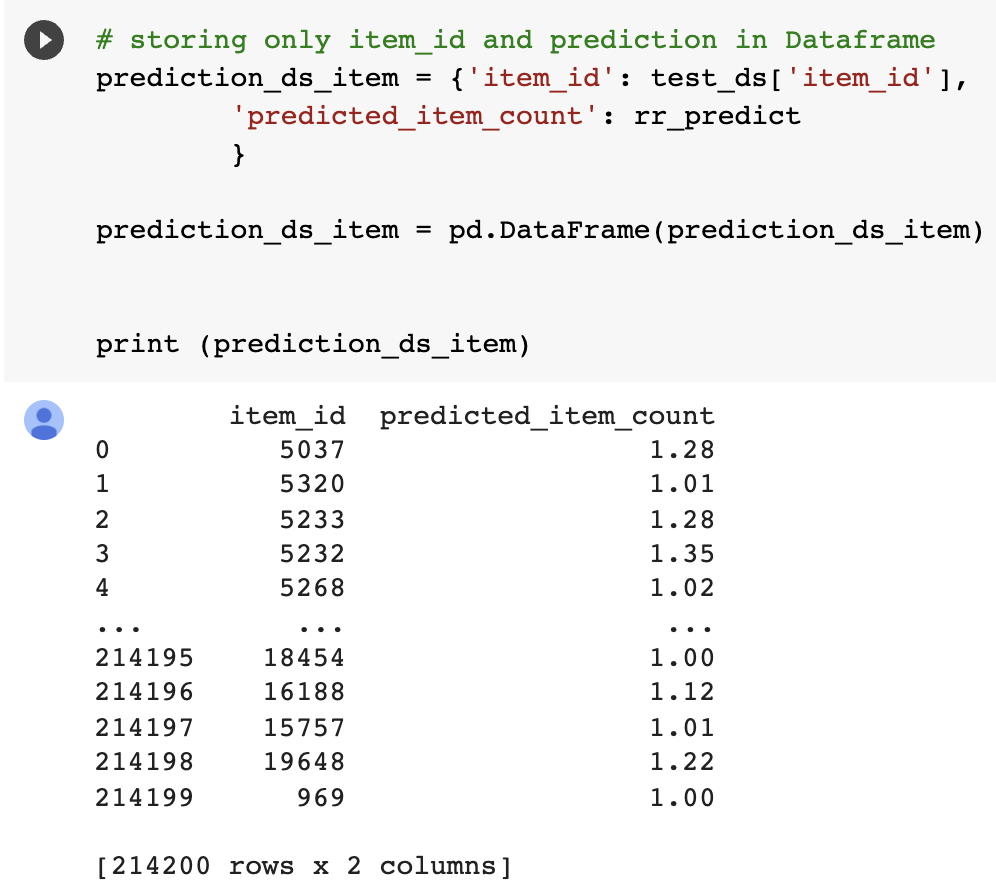 # storing only item_id and prediction in Dataframe
prediction_ds_item = {'item_id': test_ds['item_id'],
        'predicted_item_count': rr_predict
        }
prediction_ds_item = pd.DataFrame(prediction_ds_item)
print (prediction_ds_item)
        item_id  predicted_item_count
0          5037                  1.28
1          5320                  1.01
2          5233                  1.28
3          5232                  1.35
4          5268                  1.02
...         ...                   ...
214195    18454                  1.00
214196    16188                  1.12
214197    15757                  1.01
214198    19648                  1.22
214199      969                  1.00
[214200 rows x 2 columns]